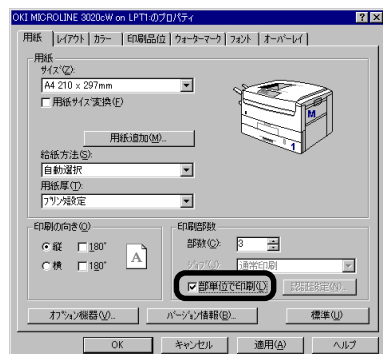 OKI MICROLINE 3020cW on LPT1:のプロパティ
用紙 レイアウト カラー 印刷品位 ウォーターマーク フォント オーバーレイ
用紙
サイズ(Z):
A4 210 x 297mm
用紙サイズ変換(F)
用紙追加(M)...
給紙方法(S):
自動選択
用紙厚(T):
プリンタ設定
M
1
印刷の向き(O)
縦 180°
横 180°
A
印刷部数
部数(C): 3
ジョブ(J): 通常印刷
部単位で印刷(L)
オプション機器(V)... バージョン情報(B)... 標準(U)
OK キャンセル 適用(A) ヘルプ